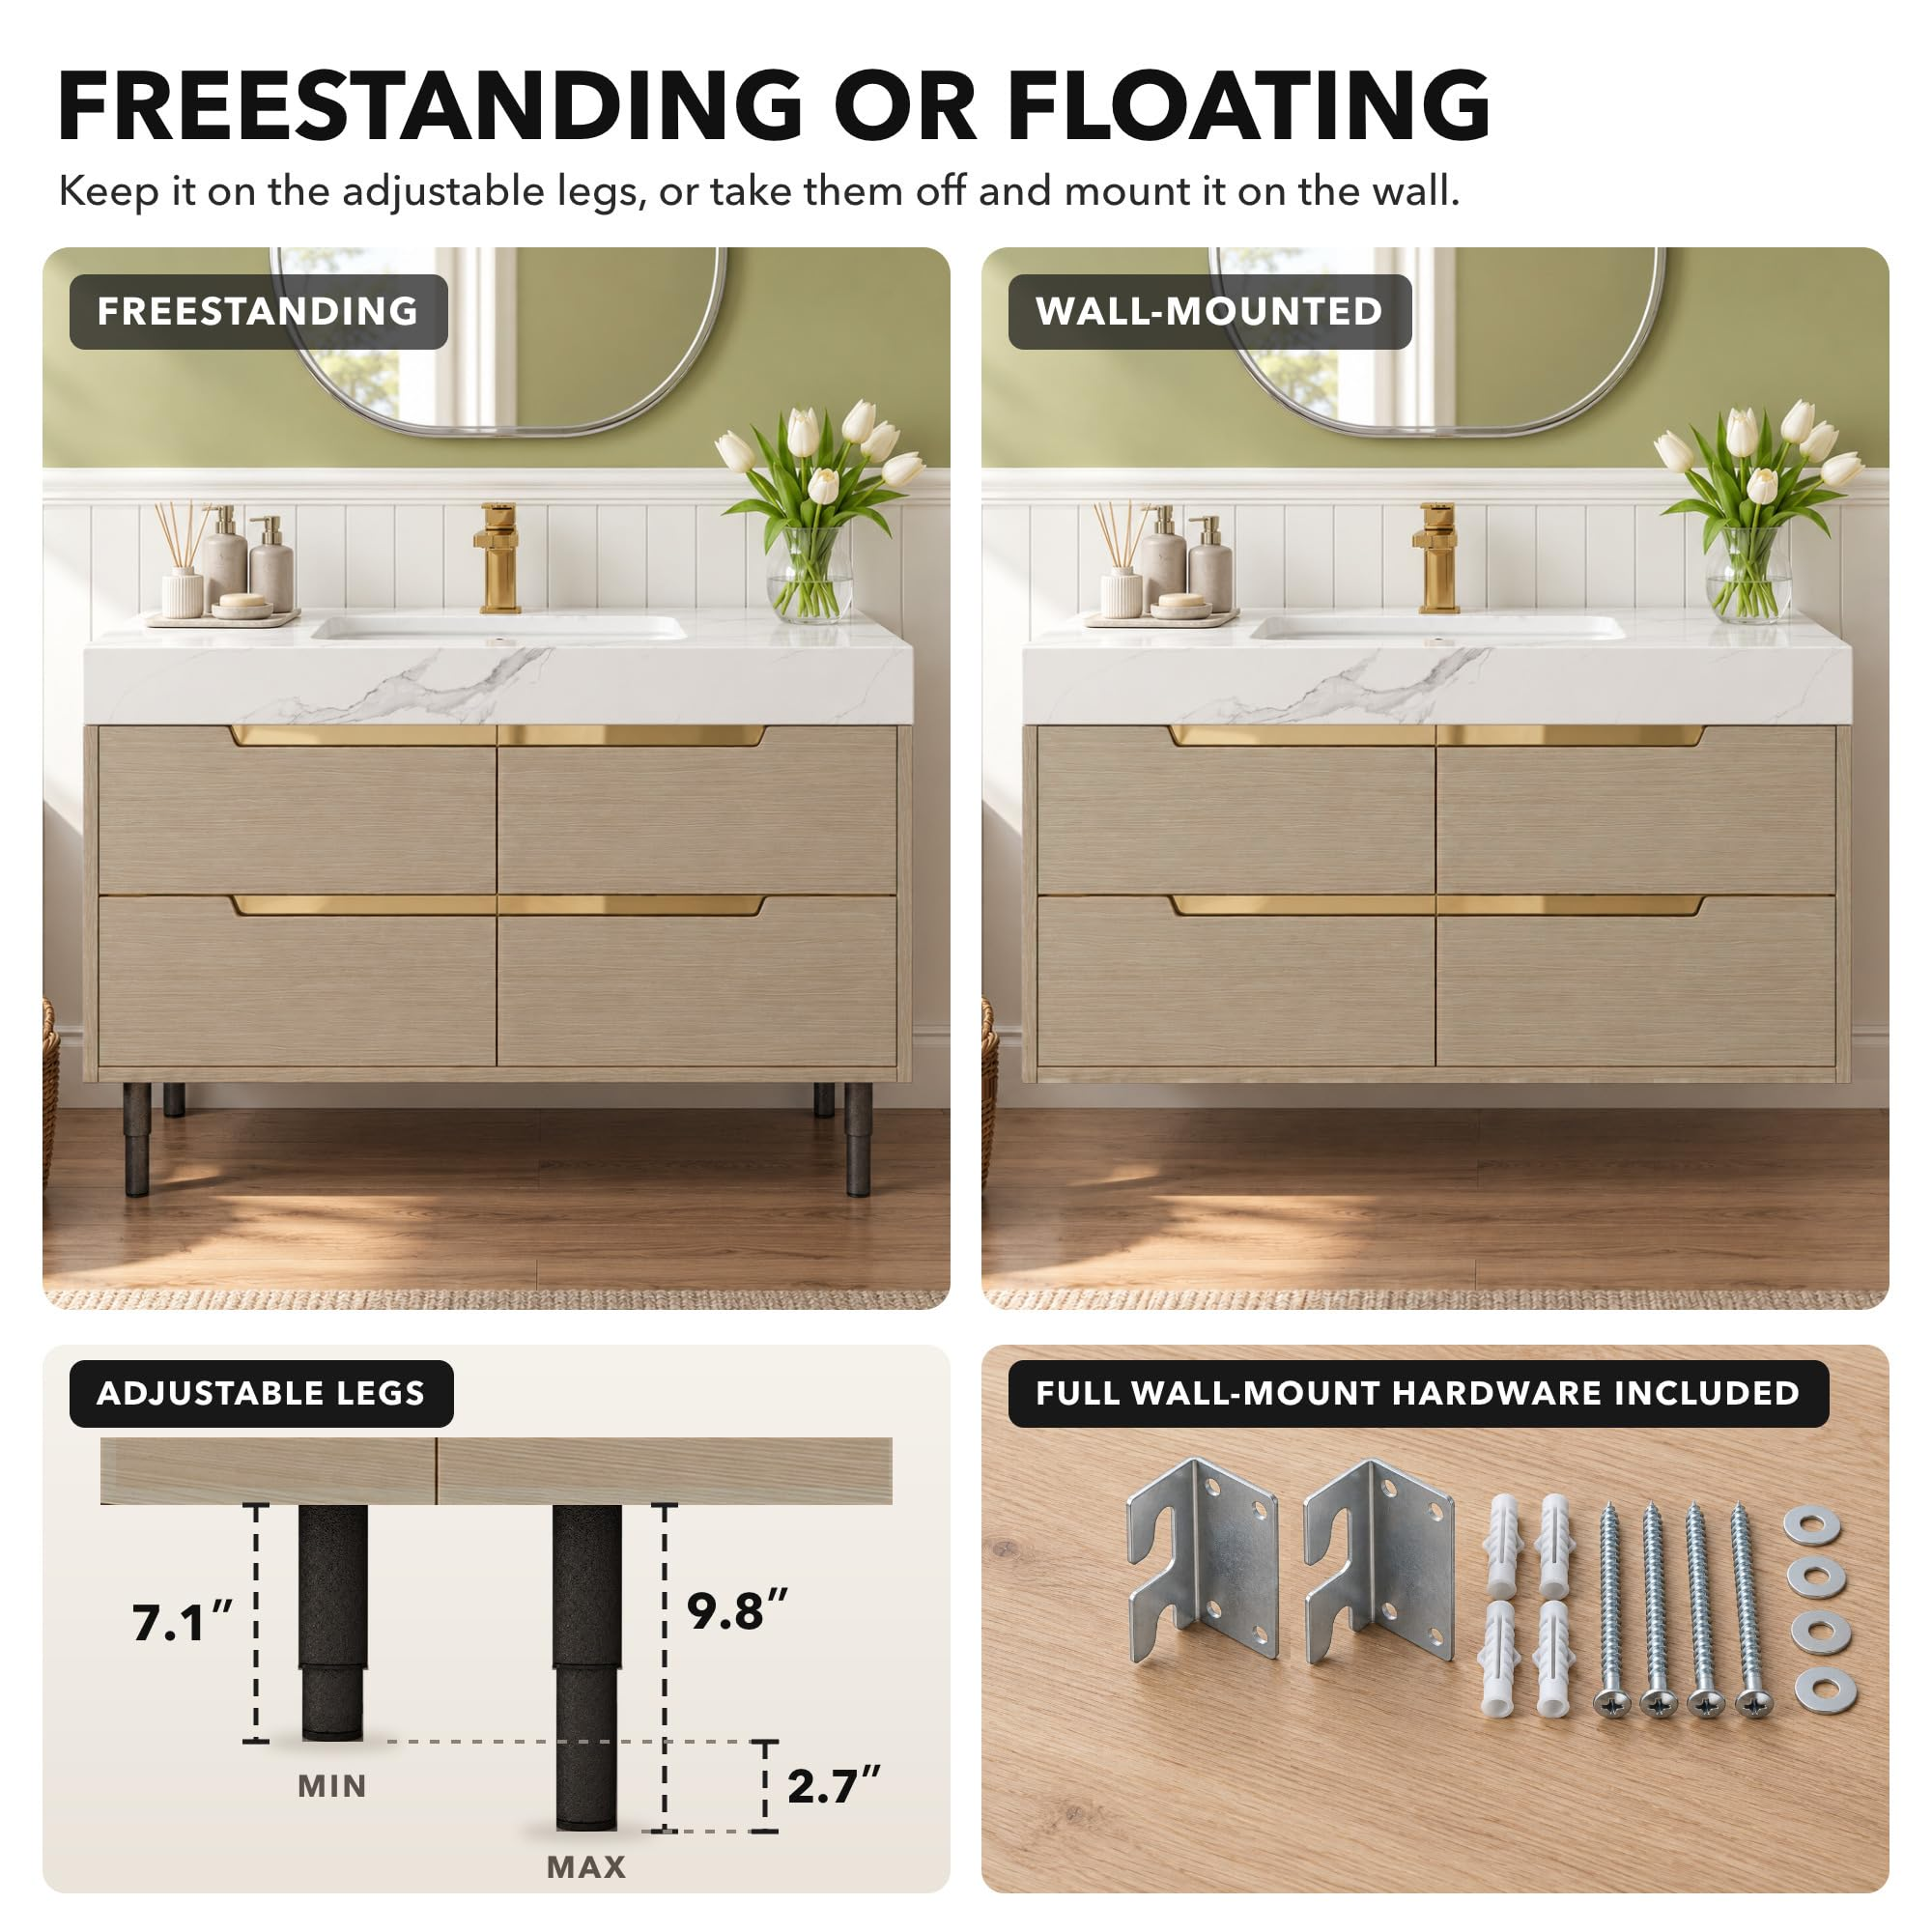 FREESTANDING OR FLOATING
Keep it on the adjustable legs, or take them off and mount it on the wall.
FREESTANDING
WALL-MOUNTED
ADJUSTABLE LEGS
7.1″
9.8″
2.7″
MIN
MAX
FULL WALL-MOUNT HARDWARE INCLUDED